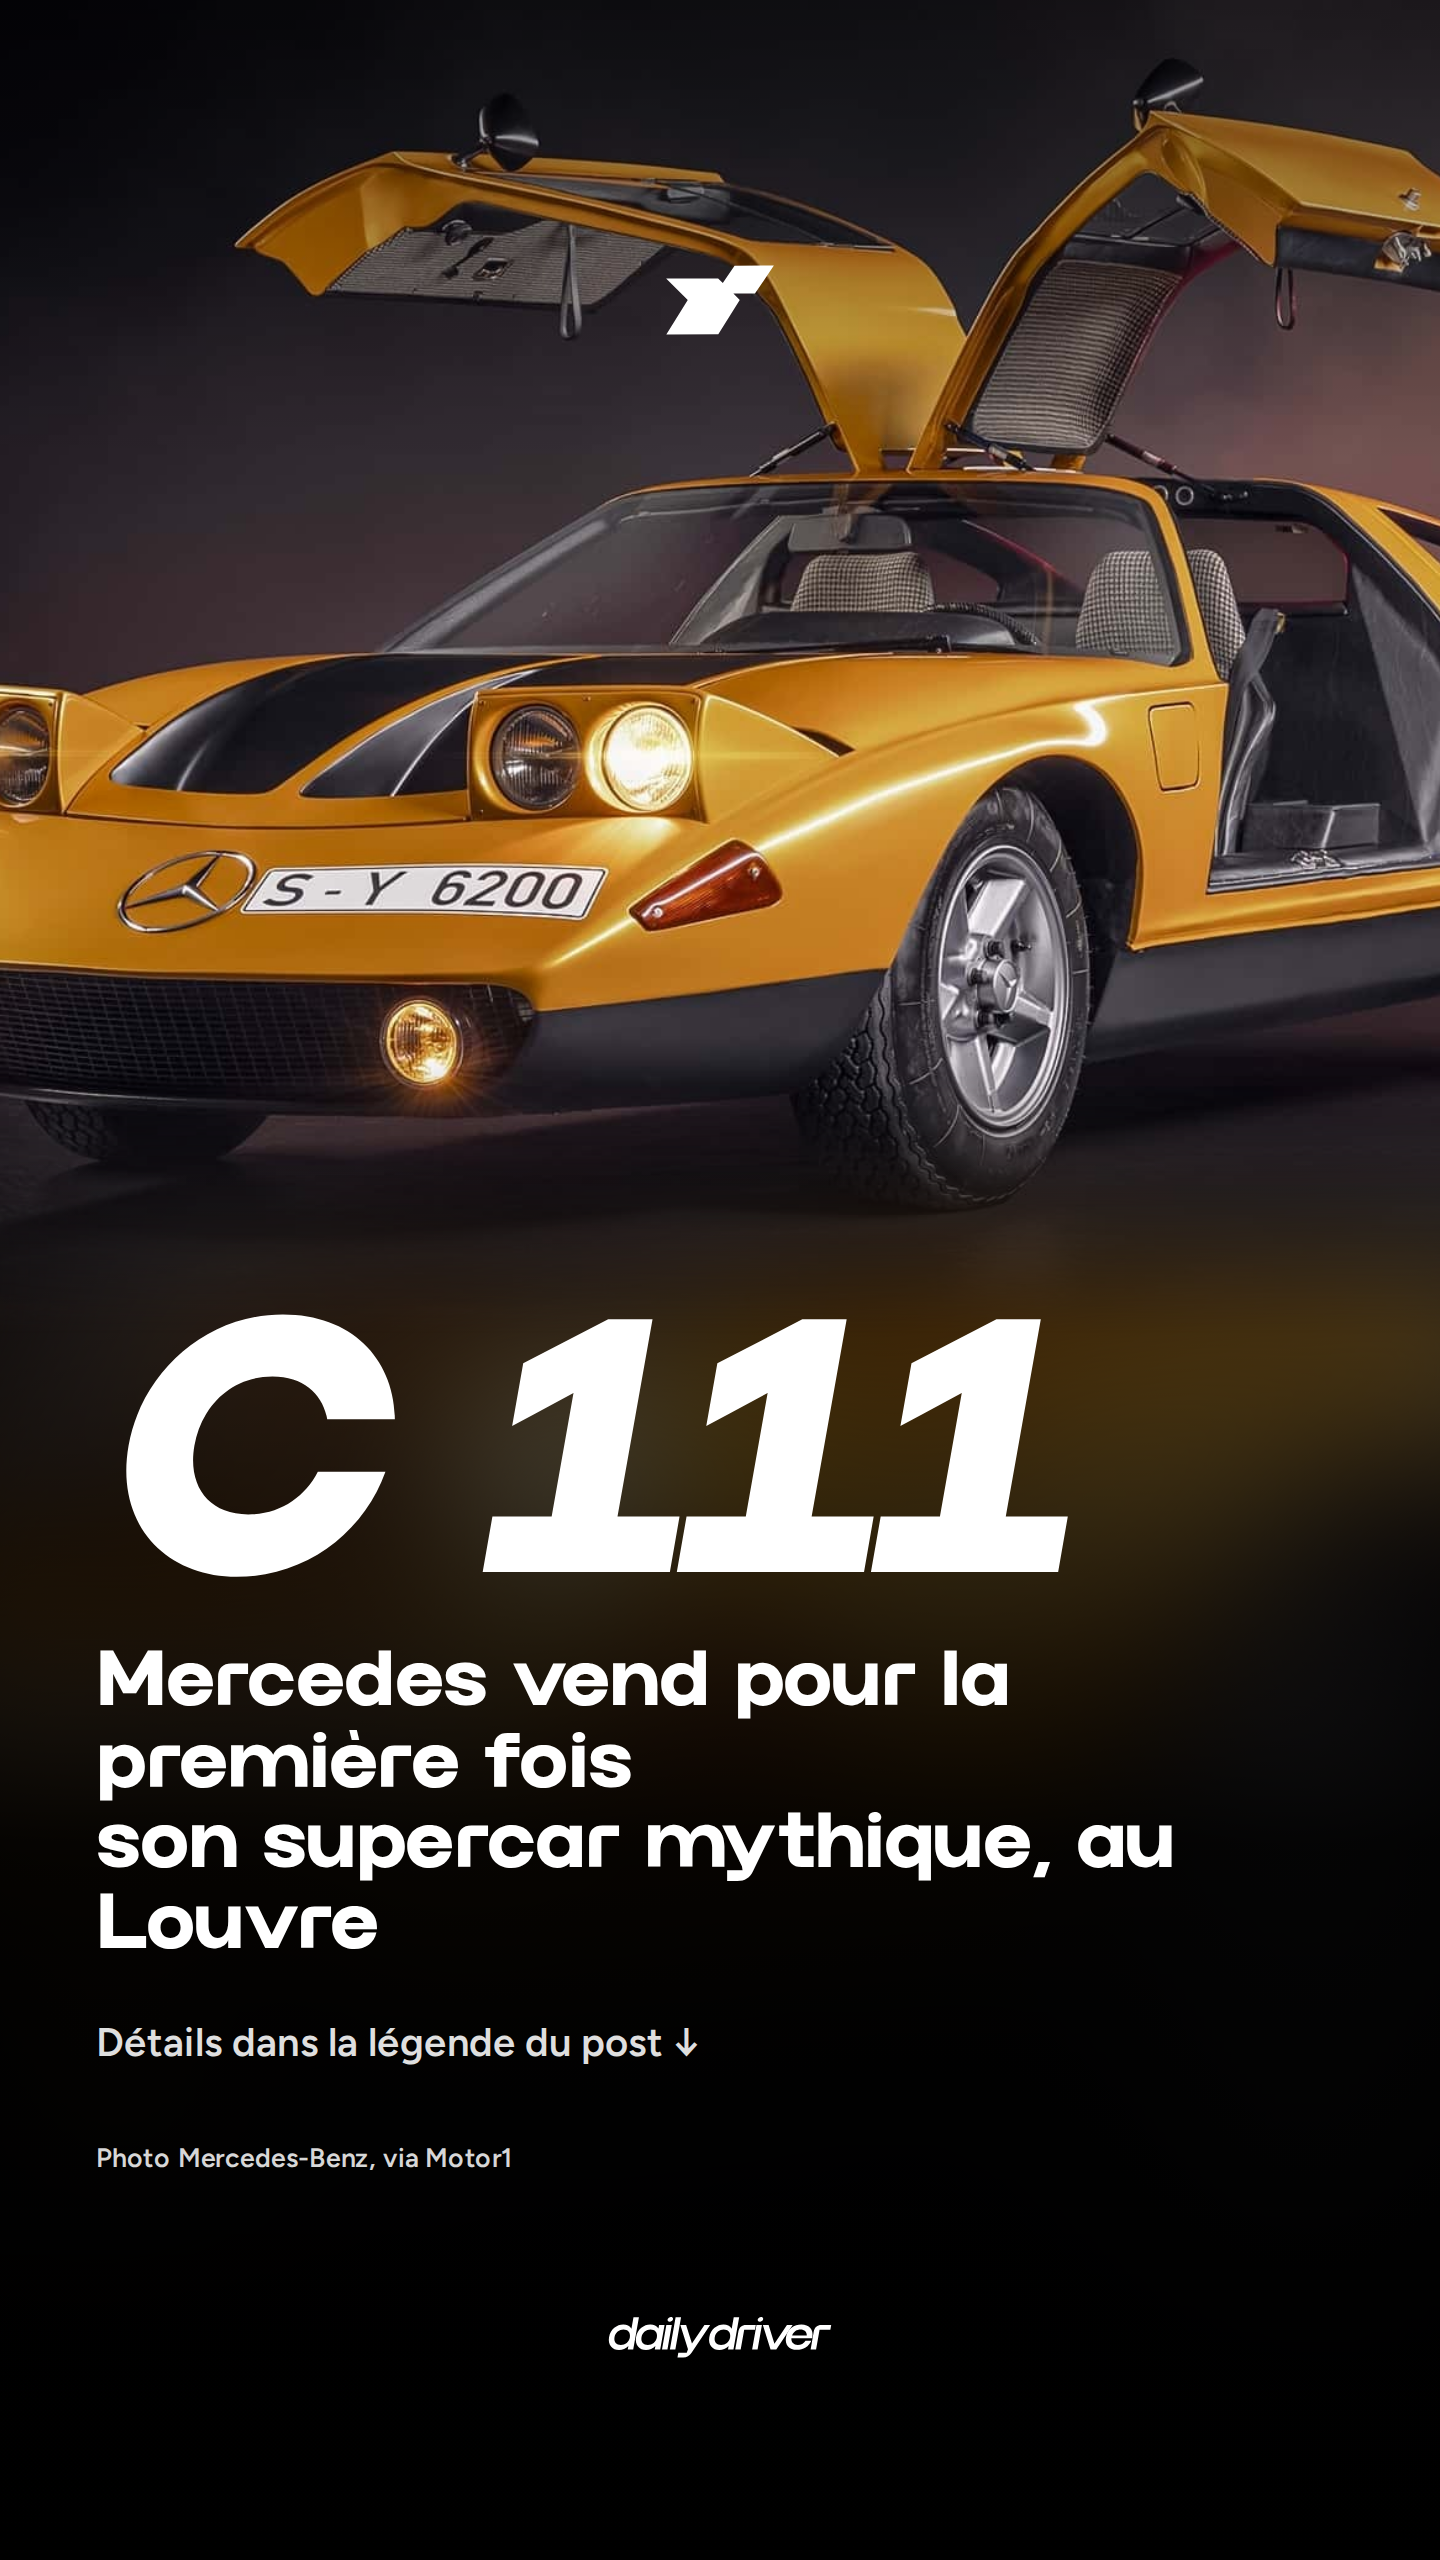 S-Y 6200
C 111
Mercedes vend pour la
première fois
son supercar mythique, au
Louvre
Détails dans la légende du post ↓
Photo Mercedes-Benz, via Motor1
dailydriver